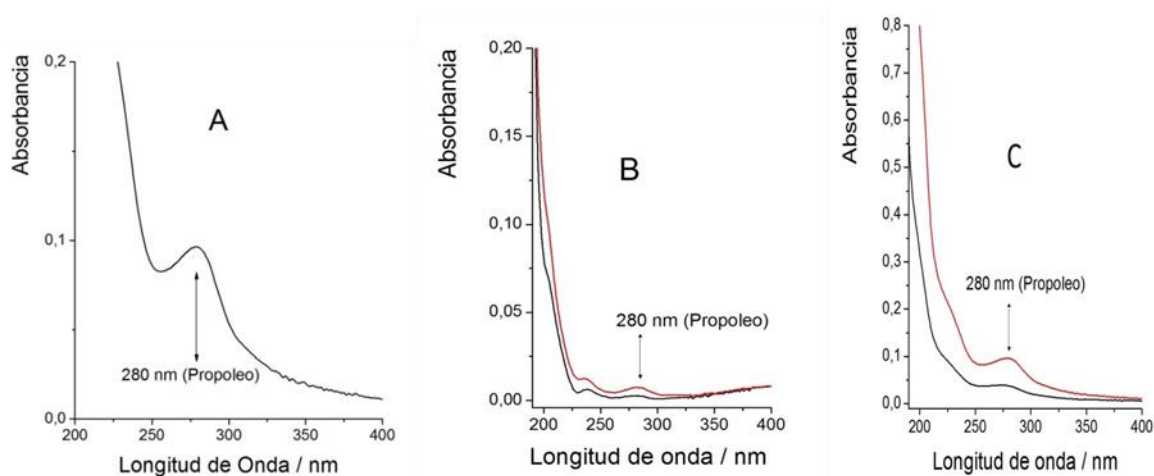 Absorbancia
0,2
0,1
0,0
A
280 nm (Propoleo)
200 250 300 350 400
Longitud de Onda / nm
Absorbancia
0,20
0,15
0,10
0,05
0,00
B
280 nm (Propoleo)
200 250 300 350 400
Longitud de onda / nm
Absorbancia
0,8
0,7
0,6
0,5
0,4
0,3
0,2
0,1
0,0
C
280 nm (Propoleo)
200 250 300 350 400
Longitud de onda / nm